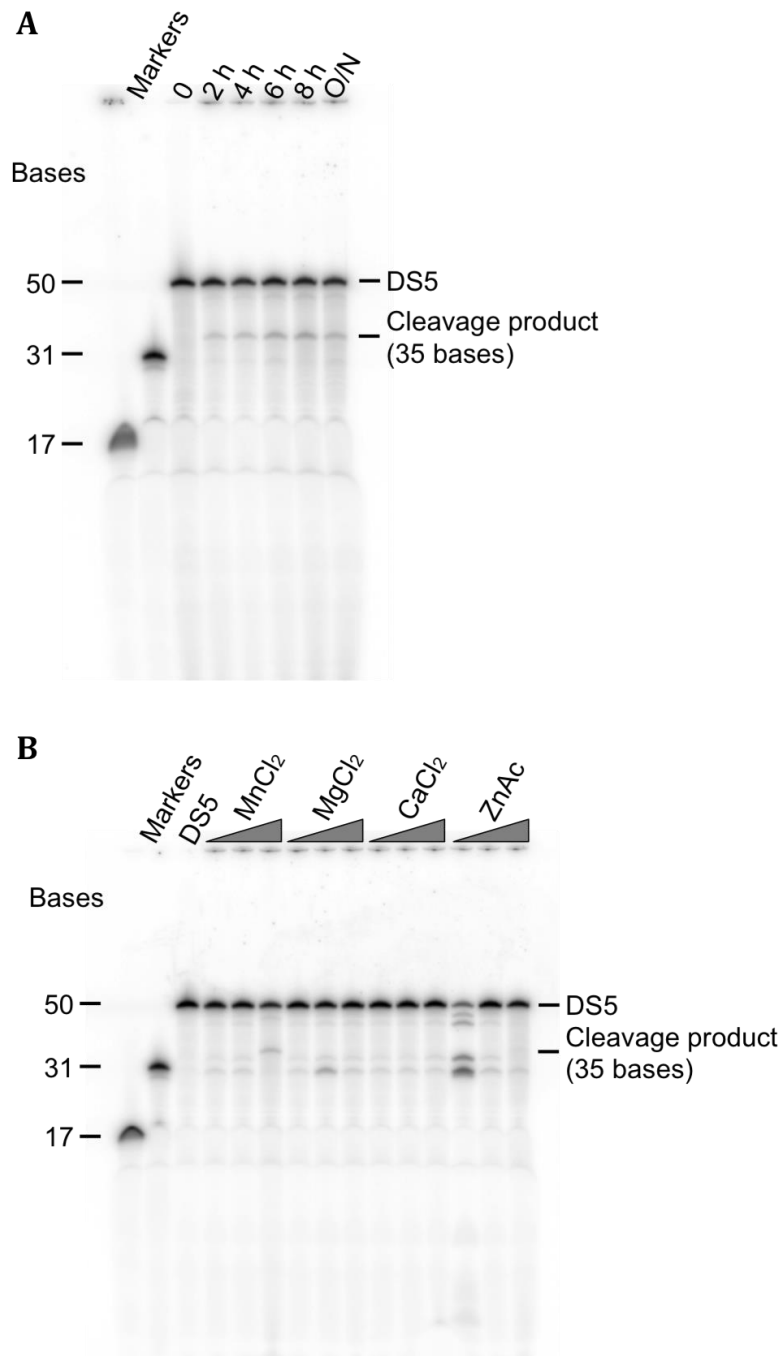 A
Markers
0
2 h
4 h
6 h
8 h
O/N
Bases
50
DS5
Cleavage product
(35 bases)
31
17
B
Markers
DS5
MnCl₂
MgCl₂
CaCl₂
ZnAc
Bases
50
DS5
Cleavage product
(35 bases)
31
17